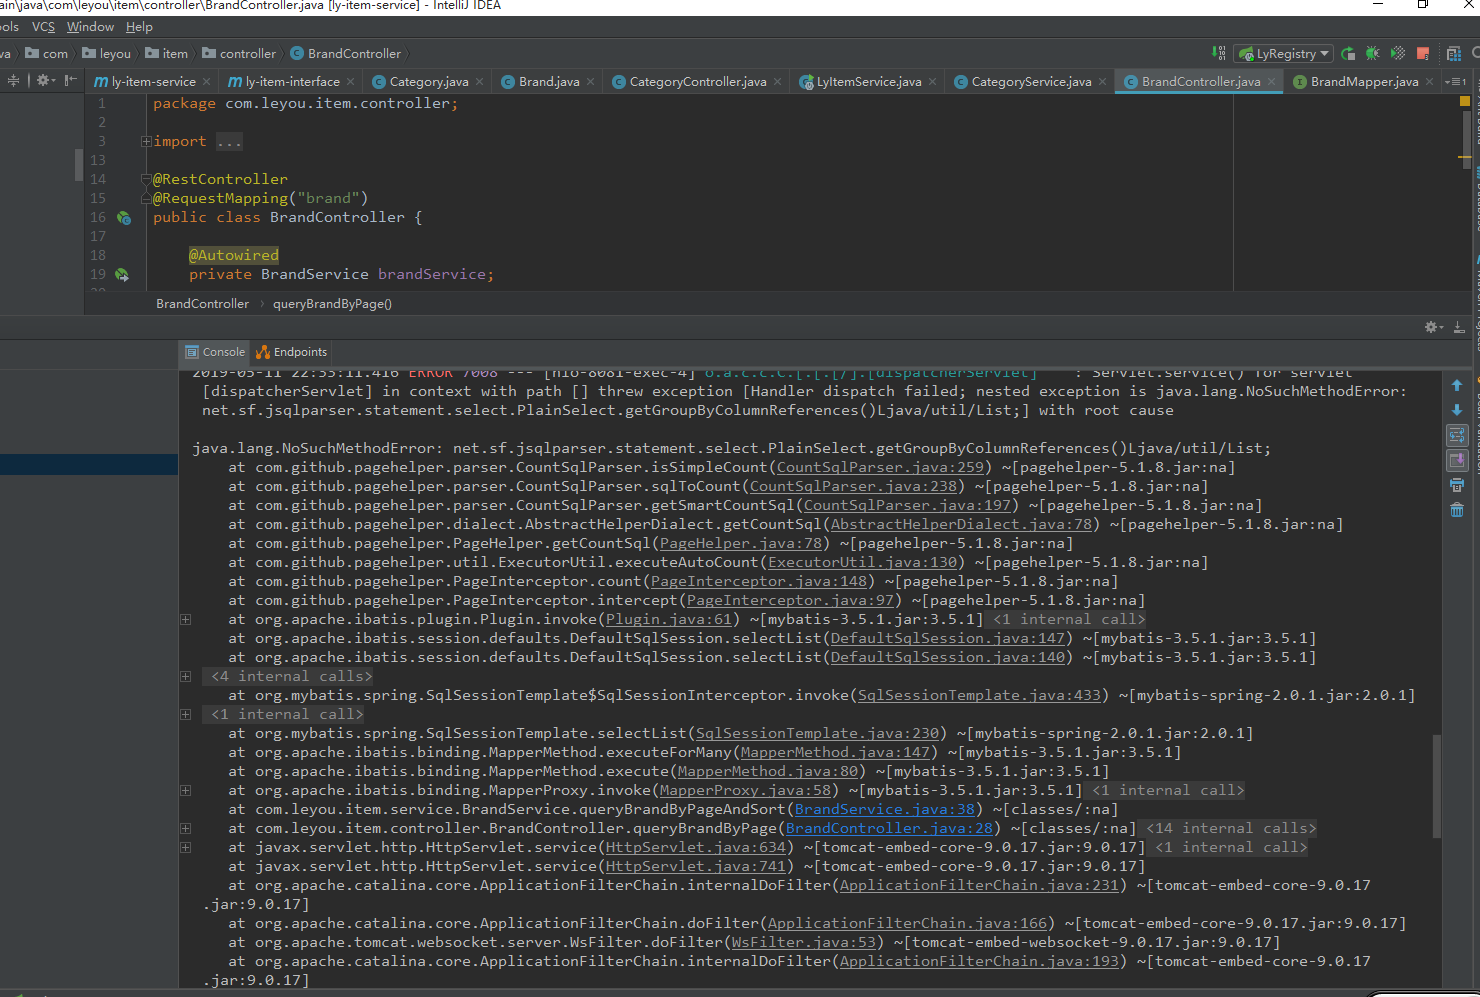 ain\java\com\leyou\item\controller\BrandController.java [ly-item-service] - IntelliJ IDEA
ols VCS Window Help
va com leyou item controller BrandController LyRegistry
ly-item-service ly-item-interface Category.java Brand.java CategoryController.java LyItemService.java CategoryService.java BrandController.java BrandMapper.java
1 package com.leyou.item.controller;
2
3 import ...
13
14 @RestController
15 @RequestMapping("brand")
16 public class BrandController {
17
18 @Autowired
19 private BrandService brandService;
BrandController › queryBrandByPage()
Console Endpoints
2019-05-11 22:55:11.416 ERROR 7008 --- [nio-8081-exec-4] o.a.c.c.C.[.[.[/].[dispatcherServlet] : Servlet.service() for servlet
[dispatcherServlet] in context with path [] threw exception [Handler dispatch failed; nested exception is java.lang.NoSuchMethodError:
net.sf.jsqlparser.statement.select.PlainSelect.getGroupByColumnReferences()Ljava/util/List;] with root cause
java.lang.NoSuchMethodError: net.sf.jsqlparser.statement.select.PlainSelect.getGroupByColumnReferences()Ljava/util/List;
at com.github.pagehelper.parser.CountSqlParser.isSimpleCount(CountSqlParser.java:259) ~[pagehelper-5.1.8.jar:na]
at com.github.pagehelper.parser.CountSqlParser.sqlToCount(CountSqlParser.java:238) ~[pagehelper-5.1.8.jar:na]
at com.github.pagehelper.parser.CountSqlParser.getSmartCountSql(CountSqlParser.java:197) ~[pagehelper-5.1.8.jar:na]
at com.github.pagehelper.dialect.AbstractHelperDialect.getCountSql(AbstractHelperDialect.java:78) ~[pagehelper-5.1.8.jar:na]
at com.github.pagehelper.PageHelper.getCountSql(PageHelper.java:78) ~[pagehelper-5.1.8.jar:na]
at com.github.pagehelper.util.ExecutorUtil.executeAutoCount(ExecutorUtil.java:130) ~[pagehelper-5.1.8.jar:na]
at com.github.pagehelper.PageInterceptor.count(PageInterceptor.java:148) ~[pagehelper-5.1.8.jar:na]
at com.github.pagehelper.PageInterceptor.intercept(PageInterceptor.java:97) ~[pagehelper-5.1.8.jar:na]
at org.apache.ibatis.plugin.Plugin.invoke(Plugin.java:61) ~[mybatis-3.5.1.jar:3.5.1] <1 internal call>
at org.apache.ibatis.session.defaults.DefaultSqlSession.selectList(DefaultSqlSession.java:147) ~[mybatis-3.5.1.jar:3.5.1]
at org.apache.ibatis.session.defaults.DefaultSqlSession.selectList(DefaultSqlSession.java:140) ~[mybatis-3.5.1.jar:3.5.1]
<4 internal calls>
at org.mybatis.spring.SqlSessionTemplate$SqlSessionInterceptor.invoke(SqlSessionTemplate.java:433) ~[mybatis-spring-2.0.1.jar:2.0.1]
<1 internal call>
at org.mybatis.spring.SqlSessionTemplate.selectList(SqlSessionTemplate.java:230) ~[mybatis-spring-2.0.1.jar:2.0.1]
at org.apache.ibatis.binding.MapperMethod.executeForMany(MapperMethod.java:147) ~[mybatis-3.5.1.jar:3.5.1]
at org.apache.ibatis.binding.MapperMethod.execute(MapperMethod.java:80) ~[mybatis-3.5.1.jar:3.5.1]
at org.apache.ibatis.binding.MapperProxy.invoke(MapperProxy.java:58) ~[mybatis-3.5.1.jar:3.5.1] <1 internal call>
at com.leyou.item.service.BrandService.queryBrandByPageAndSort(BrandService.java:38) ~[classes/:na]
at com.leyou.item.controller.BrandController.queryBrandByPage(BrandController.java:28) ~[classes/:na] <14 internal calls>
at javax.servlet.http.HttpServlet.service(HttpServlet.java:634) ~[tomcat-embed-core-9.0.17.jar:9.0.17] <1 internal call>
at javax.servlet.http.HttpServlet.service(HttpServlet.java:741) ~[tomcat-embed-core-9.0.17.jar:9.0.17]
at org.apache.catalina.core.ApplicationFilterChain.internalDoFilter(ApplicationFilterChain.java:231) ~[tomcat-embed-core-9.0.17
.jar:9.0.17]
at org.apache.catalina.core.ApplicationFilterChain.doFilter(ApplicationFilterChain.java:166) ~[tomcat-embed-core-9.0.17.jar:9.0.17]
at org.apache.tomcat.websocket.server.WsFilter.doFilter(WsFilter.java:53) ~[tomcat-embed-websocket-9.0.17.jar:9.0.17]
at org.apache.catalina.core.ApplicationFilterChain.internalDoFilter(ApplicationFilterChain.java:193) ~[tomcat-embed-core-9.0.17
.jar:9.0.17]